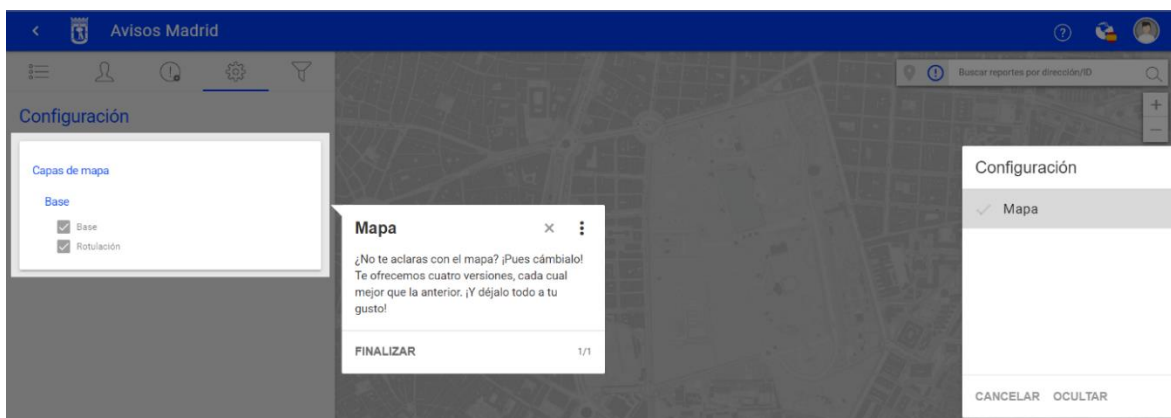 Avisos Madrid
Buscar reportes por dirección/ID
Configuración
Capas de mapa
Base
Base
Rotulación
Mapa
¿No te aclaras con el mapa? ¡Pues cámbialo!
Te ofrecemos cuatro versiones, cada cual
mejor que la anterior. ¡Y déjalo todo a tu
gusto!
FINALIZAR 1/1
Configuración
Mapa
CANCELAR OCULTAR